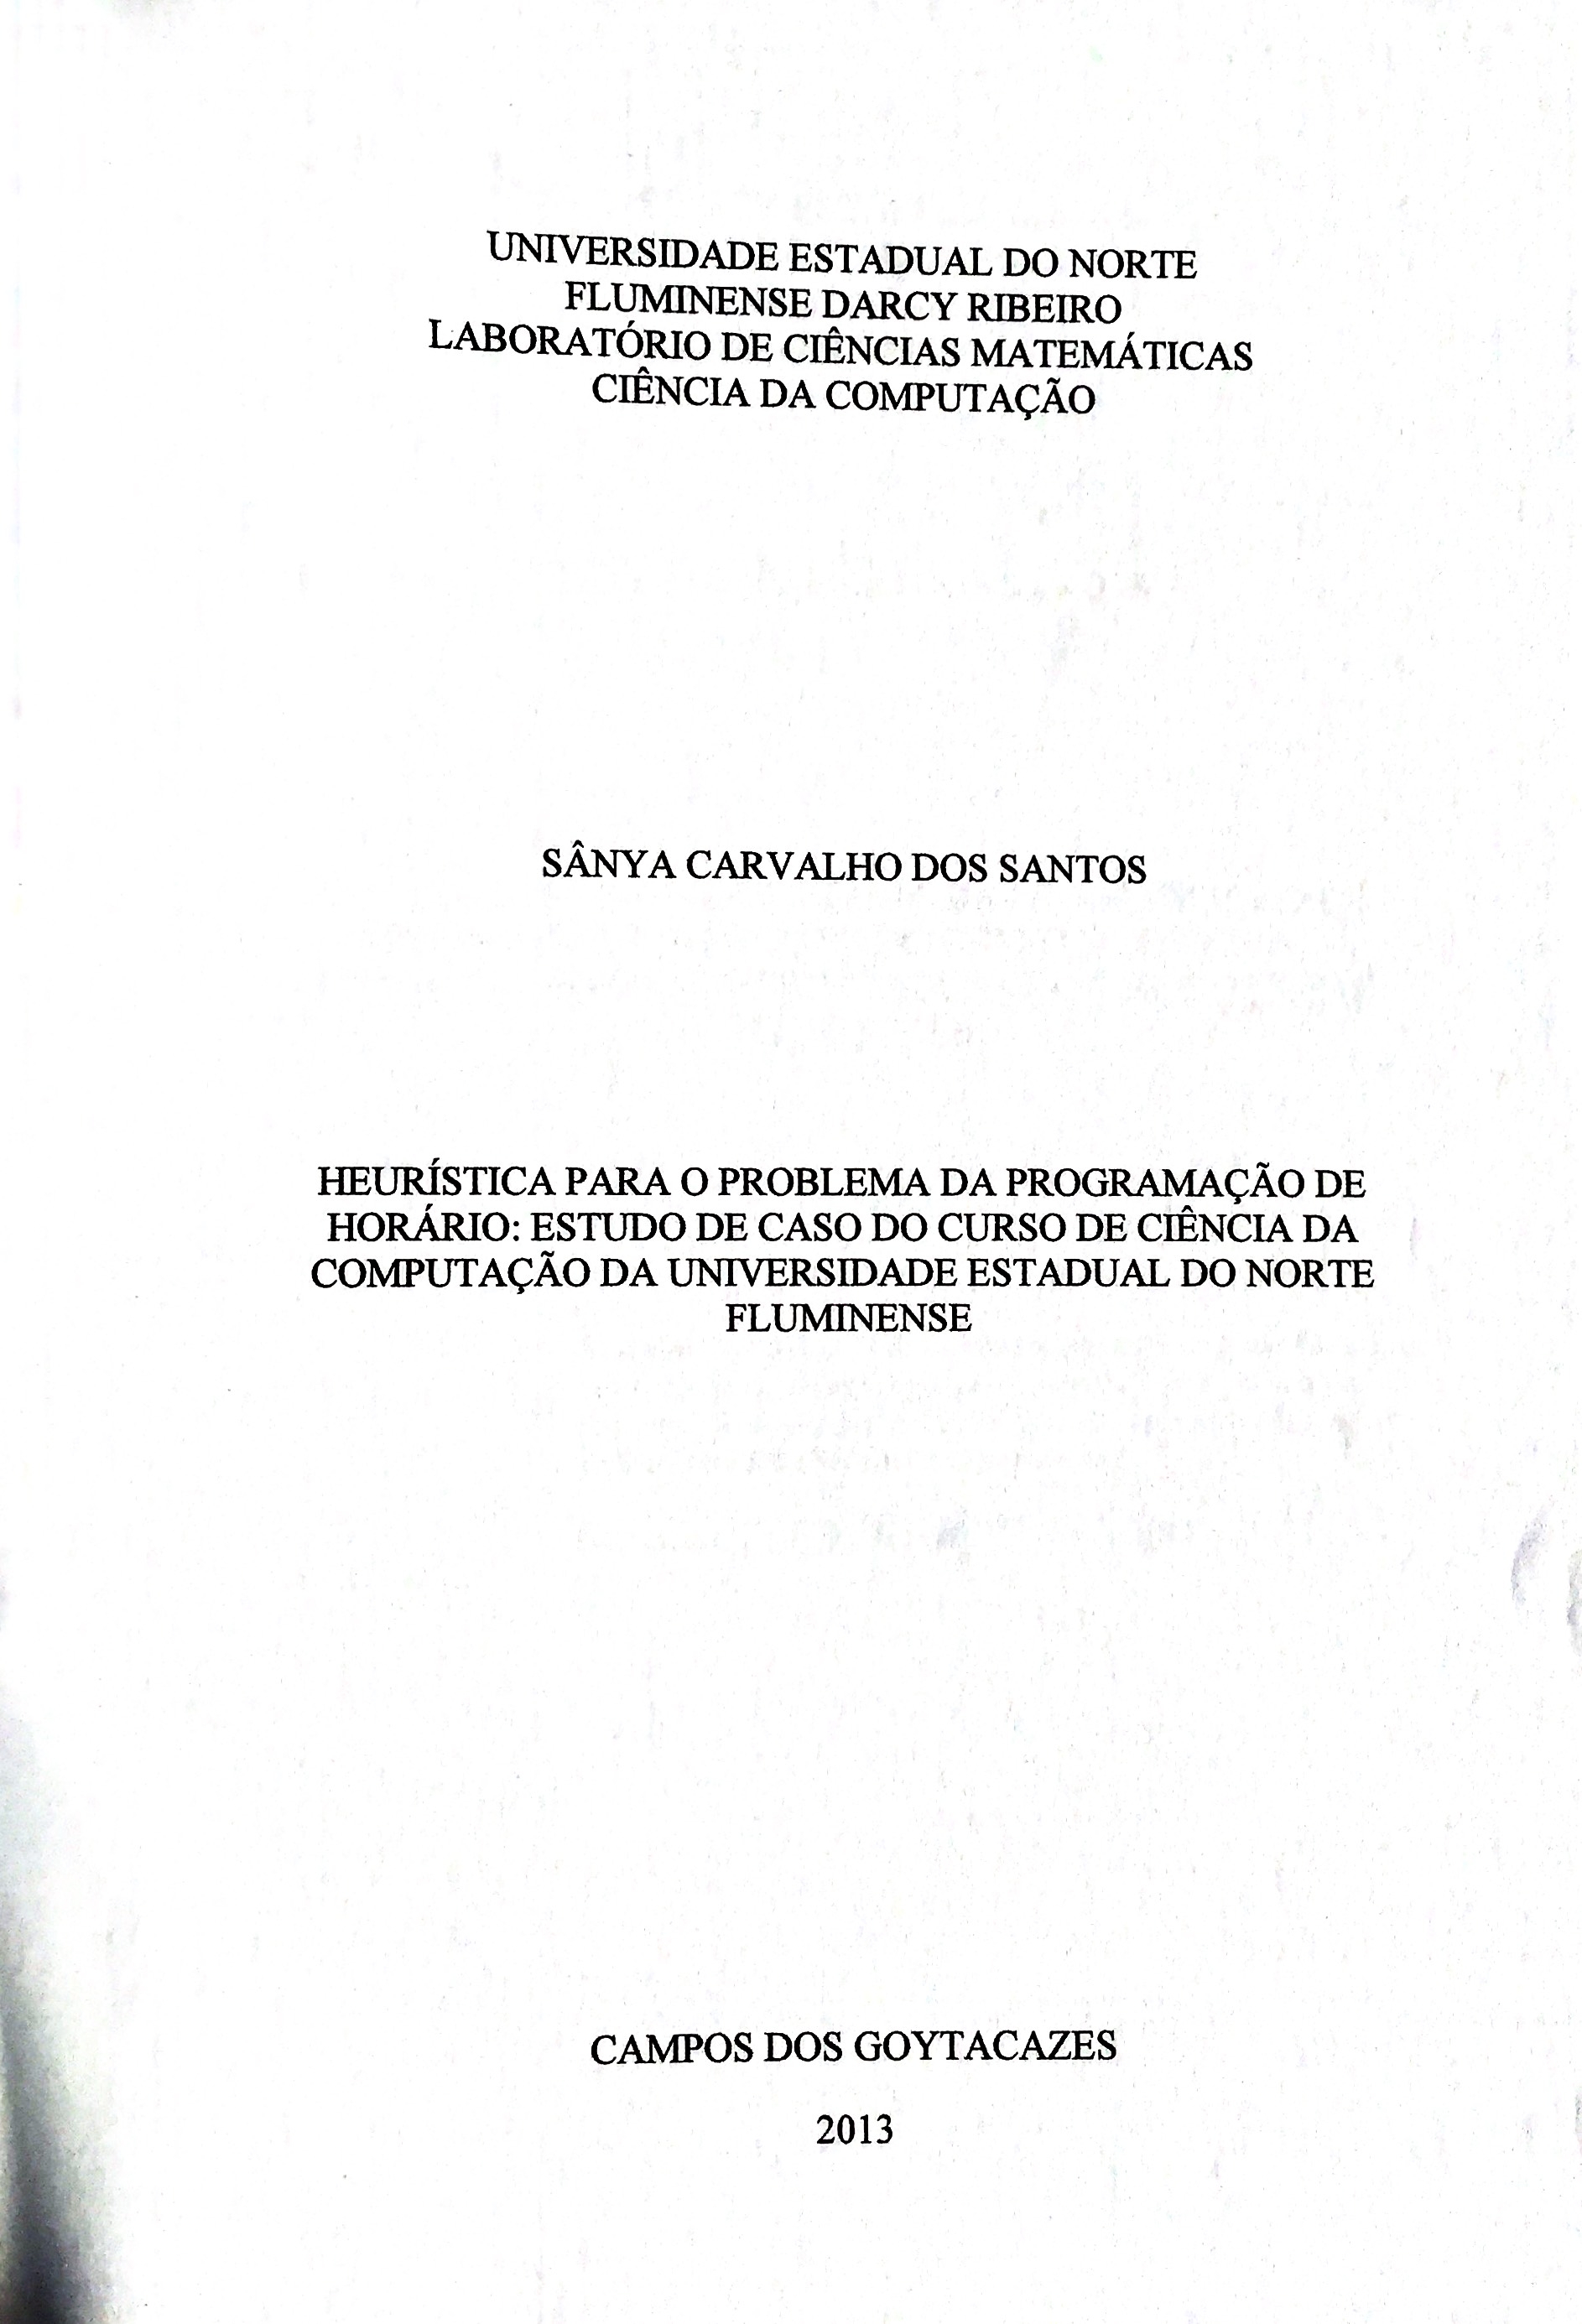 UNIVERSIDADE ESTADUAL DO NORTE
FLUMINENSE DARCY RIBEIRO
LABORATÓRIO DE CIÊNCIAS MATEMÁTICAS
CIÊNCIA DA COMPUTAÇÃO
SÂNYA CARVALHO DOS SANTOS
HEURÍSTICA PARA O PROBLEMA DA PROGRAMAÇÃO DE
HORÁRIO: ESTUDO DE CASO DO CURSO DE CIÊNCIA DA
COMPUTAÇÃO DA UNIVERSIDADE ESTADUAL DO NORTE
FLUMINENSE
CAMPOS DOS GOYTACAZES
2013